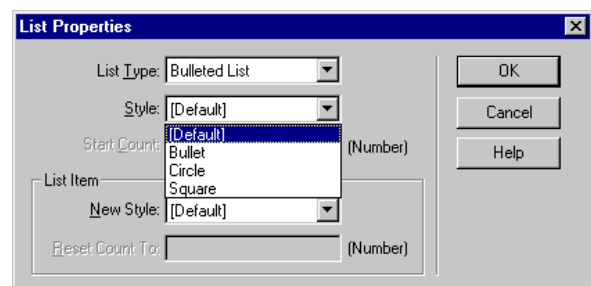 List Properties
List Type: Bulleted List
OK
Style: [Default]
Cancel
[Default]
Start Count: (Number)
Bullet
Help
Circle
Square
List Item
New Style: [Default]
Reset Count To: (Number)